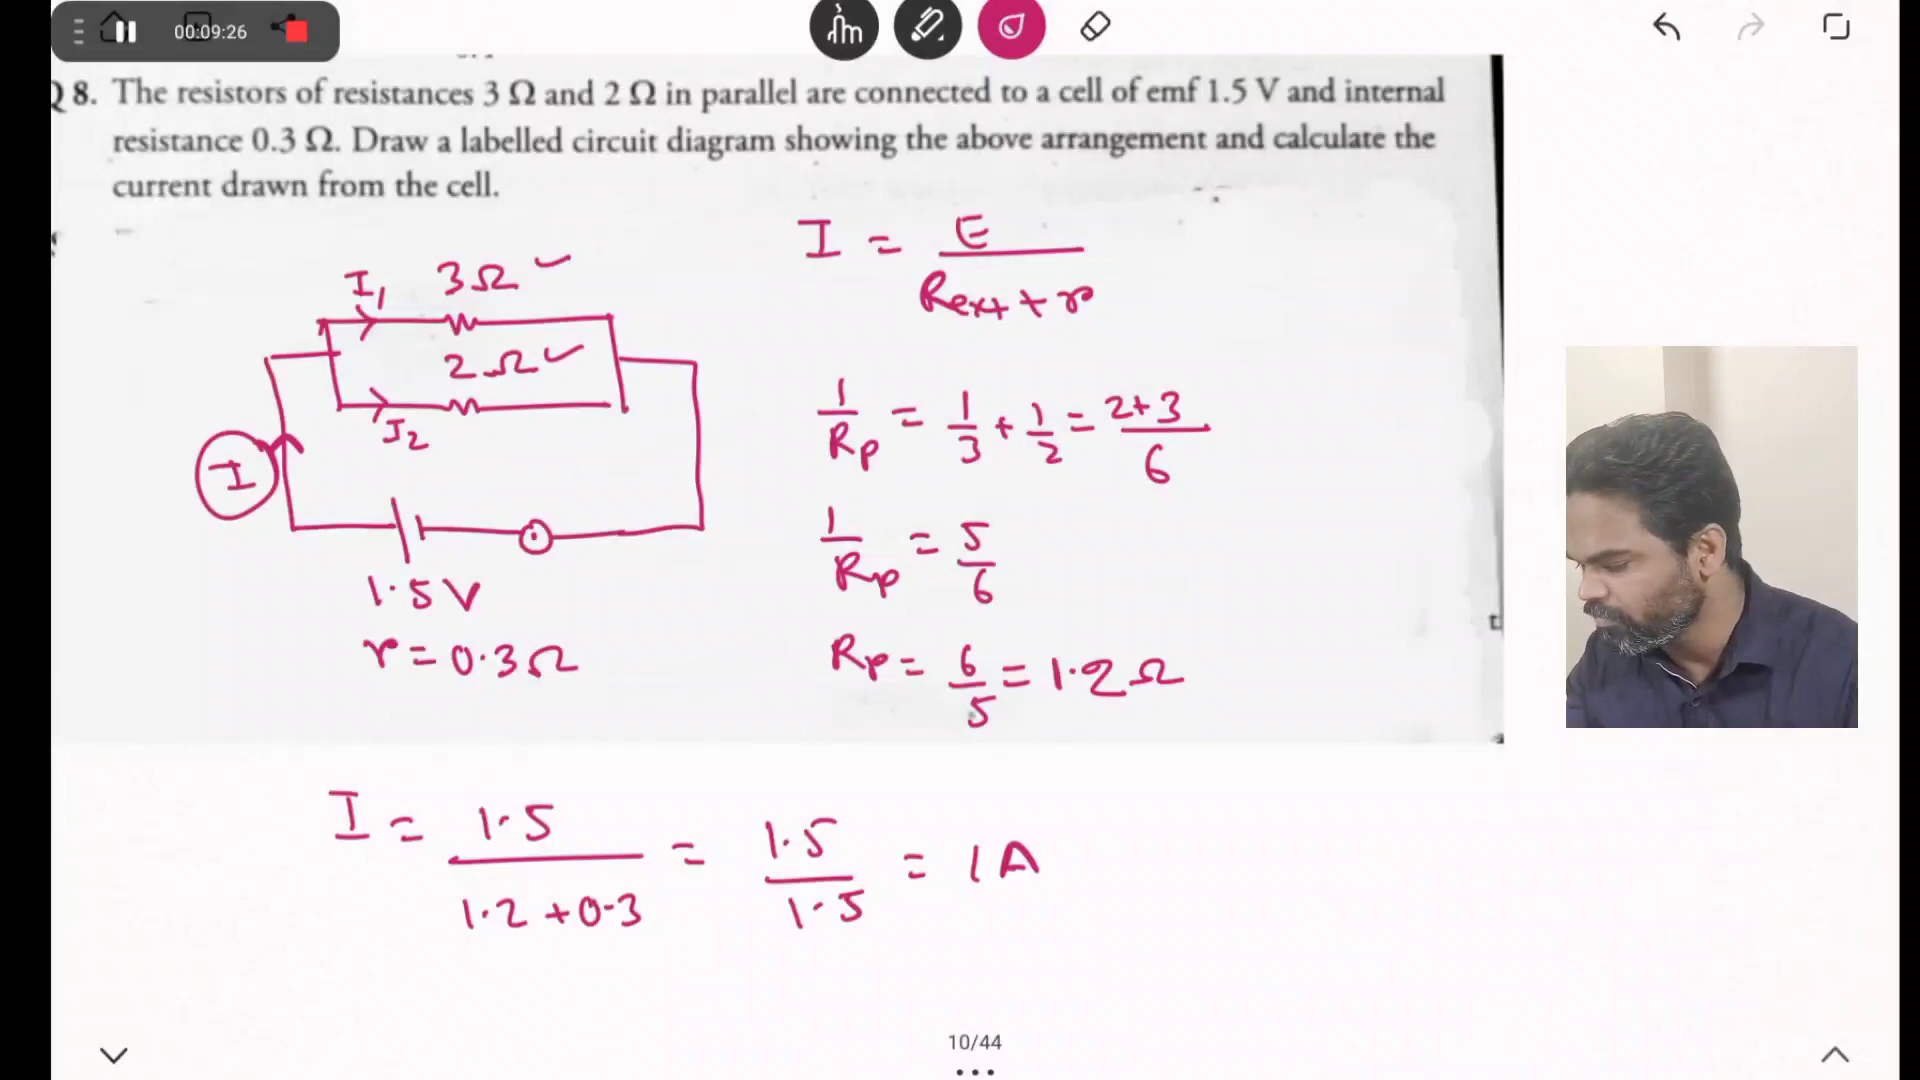 00:09:26
Q 8. The resistors of resistances 3 Ω and 2 Ω in parallel are connected to a cell of emf 1.5 V and internal
resistance 0.3 Ω. Draw a labelled circuit diagram showing the above arrangement and calculate the
current drawn from the cell.
I₁ 3Ω ✓
2Ω ✓
I₂
I
1.5 V
r = 0.3 Ω
I = E / (Rext + r)
1/Rp = 1/3 + 1/2 = (2+3)/6
1/Rp = 5/6
Rp = 6/5 = 1.2 Ω
I = 1.5 / (1.2 + 0.3) = 1.5/1.5 = 1 A
10/44